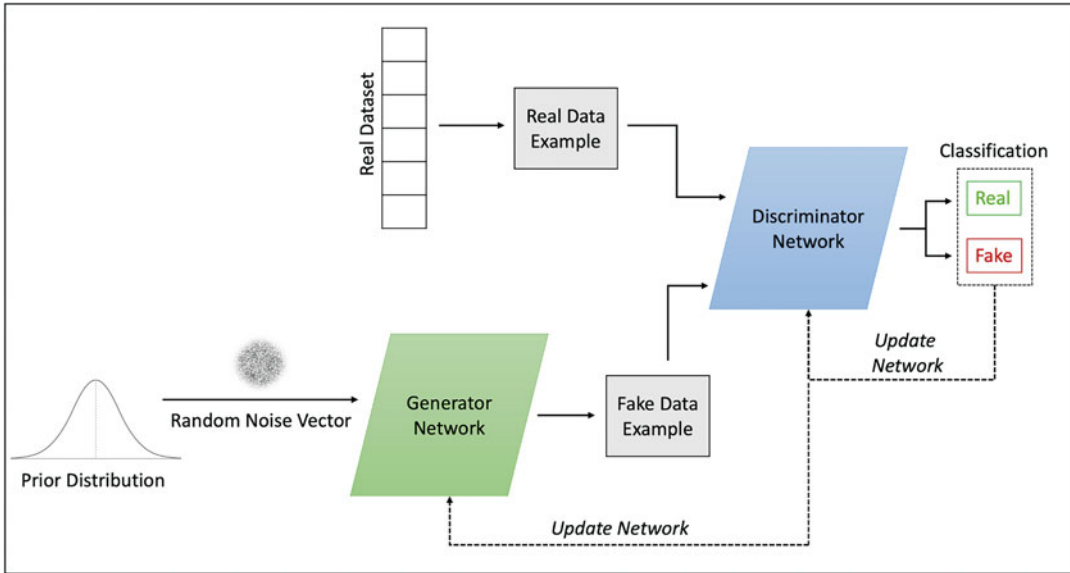 Real Dataset
Real Data
Example
Classification
Real
Fake
Discriminator
Network
Update
Network
Random Noise Vector
Prior Distribution
Generator
Network
Fake Data
Example
Update Network